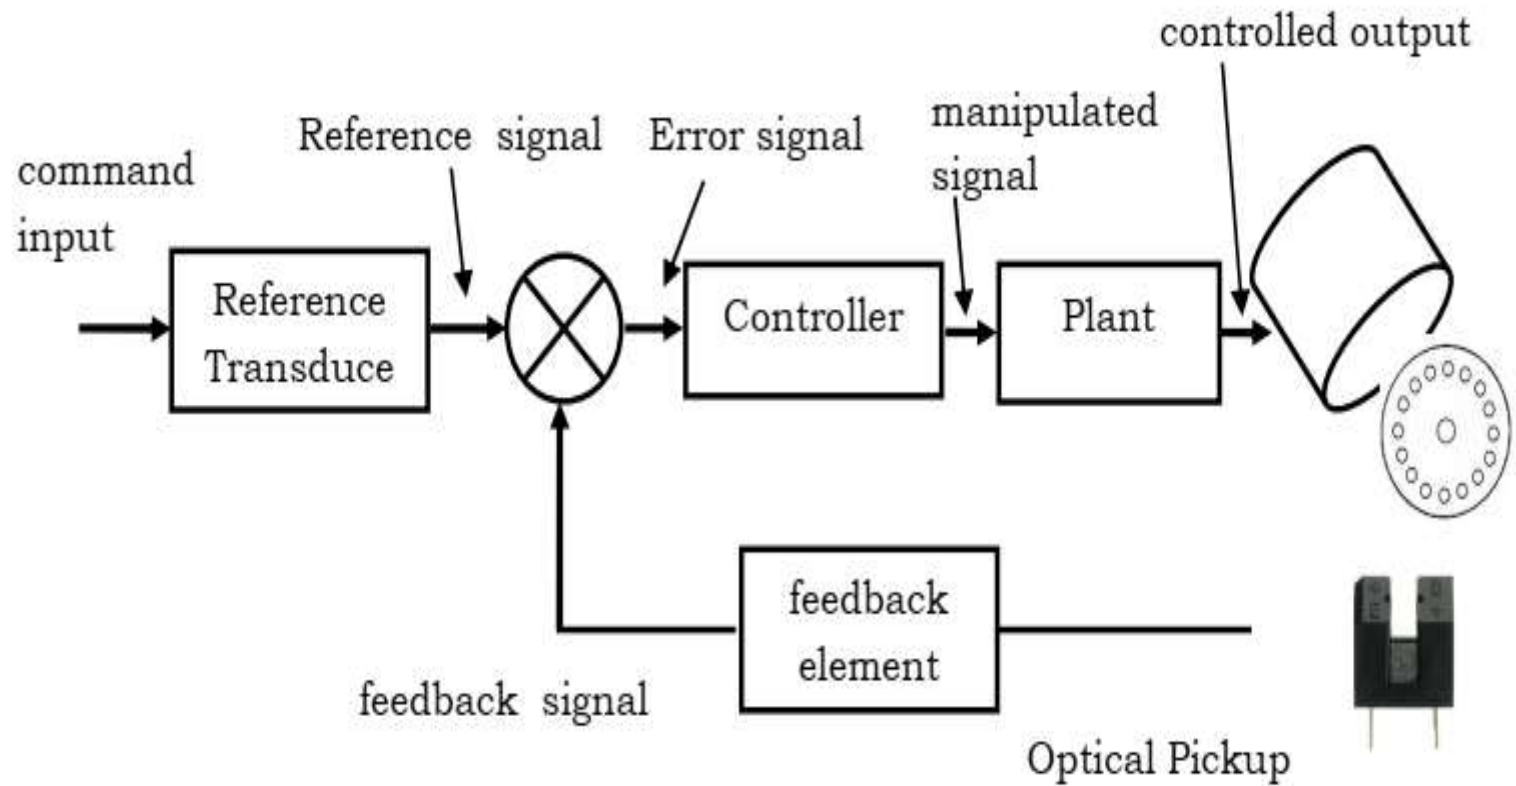 controlled output
manipulated
signal
Reference signal
Error signal
command
input
Reference
Transduce
Controller
Plant
feedback
element
feedback signal
Optical Pickup